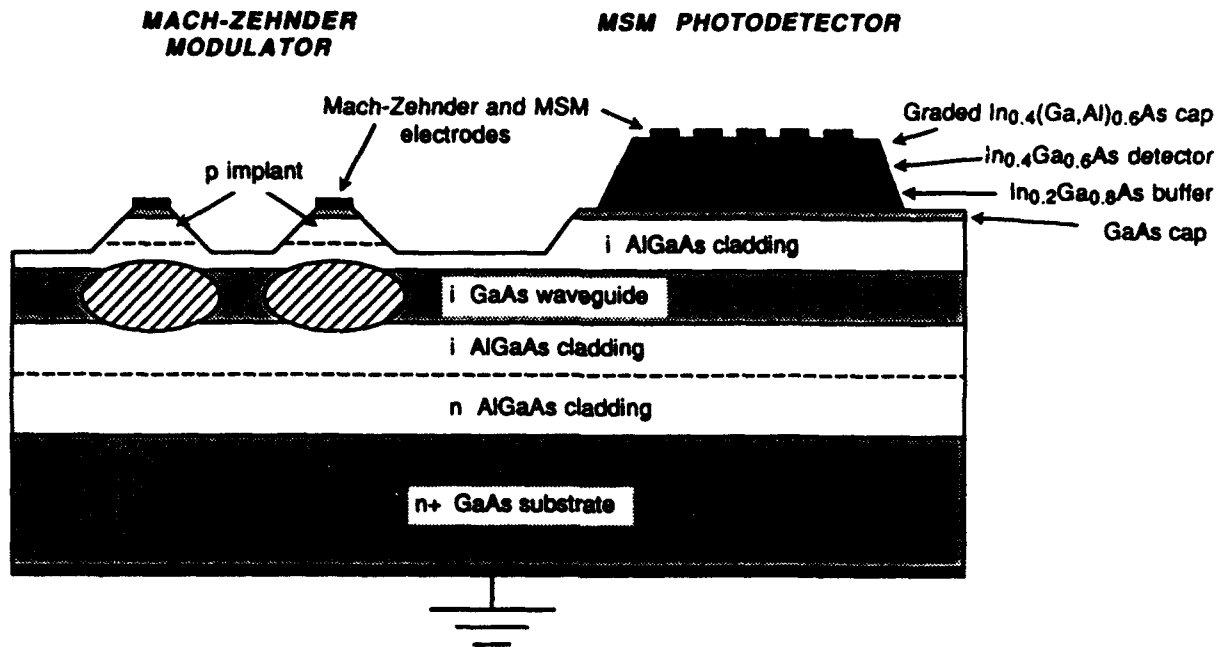 MACH-ZEHNDER
MODULATOR
MSM PHOTODETECTOR
Mach-Zehnder and MSM
electrodes
p implant
Graded In0.4(Ga,Al)0.6As cap
In0.4Ga0.6As detector
In0.2Ga0.8As buffer
GaAs cap
i AlGaAs cladding
i GaAs waveguide
i AlGaAs cladding
n AlGaAs cladding
n+ GaAs substrate